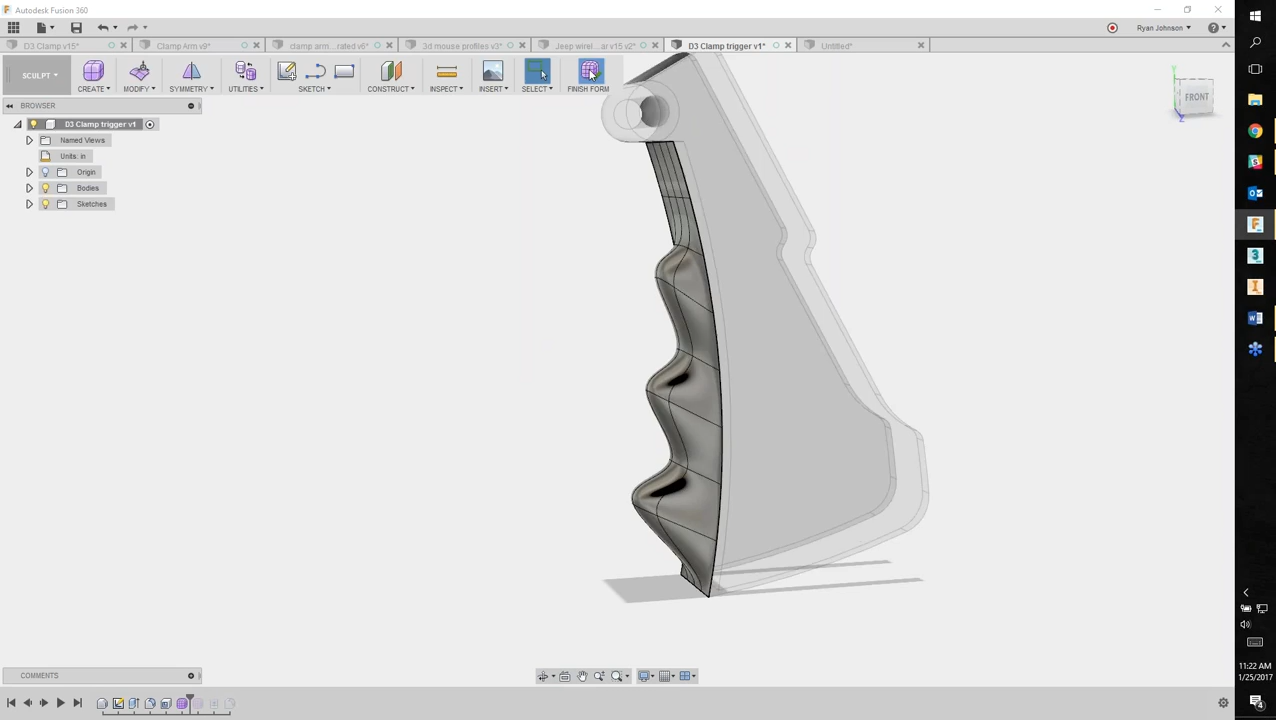 Autodesk Fusion 360
Ryan Johnson
D3 Clamp v15*
Clamp Arm v9*
clamp arm...rated v6*
3d mouse profiles v3*
Jeep wirel...ar v15 v2*
D3 Clamp trigger v1*
Untitled*
SCULPT
CREATE
MODIFY
SYMMETRY
UTILITIES
SKETCH
CONSTRUCT
INSPECT
INSERT
SELECT
FINISH FORM
BROWSER
D3 Clamp trigger v1
Named Views
Units: in
Origin
Bodies
Sketches
Y
FRONT
Z
COMMENTS
11:22 AM
1/25/2017
4